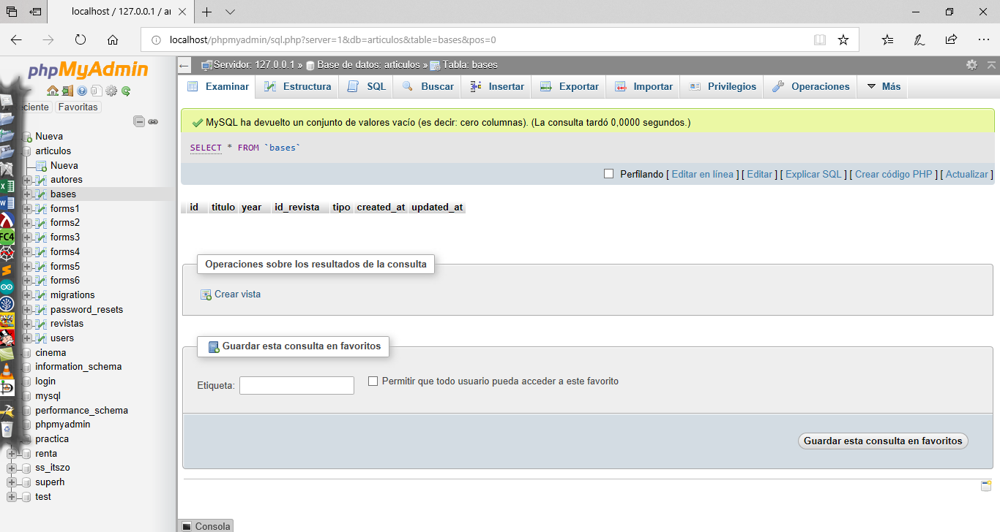 localhost / 127.0.0.1 / ar
localhost/phpmyadmin/sql.php?server=1&db=articulos&table=bases&pos=0
phpMyAdmin
Favoritas
Nueva
articulos
Nueva
autores
bases
forms1
forms2
forms3
forms4
forms5
forms6
migrations
password_resets
revistas
users
cinema
information_schema
login
mysql
performance_schema
phpmyadmin
practica
renta
ss_itszo
superh
test
FC4
Servidor: 127.0.0.1 » Base de datos: articulos » Tabla: bases
Examinar Estructura SQL Buscar Insertar Exportar Importar Privilegios Operaciones Más
MySQL ha devuelto un conjunto de valores vacío (es decir: cero columnas). (La consulta tardó 0,0000 segundos.)
SELECT * FROM `bases`
Perfilando [ Editar en línea ] [ Editar ] [ Explicar SQL ] [ Crear código PHP ] [ Actualizar ]
id titulo year id_revista tipo created_at updated_at
Operaciones sobre los resultados de la consulta
Crear vista
Guardar esta consulta en favoritos
Etiqueta: Permitir que todo usuario pueda acceder a este favorito
Guardar esta consulta en favoritos
Consola